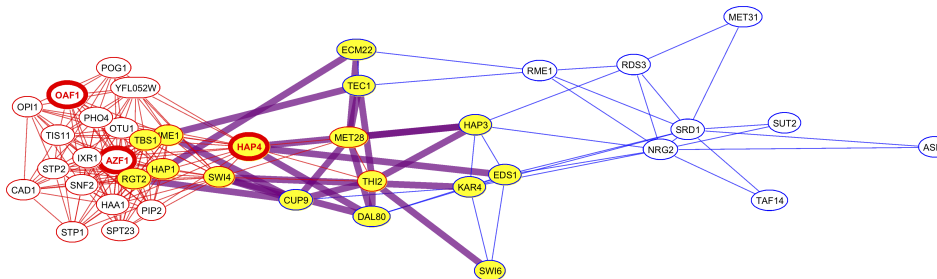 MET31
ECM22
POG1
RDS3
RME1
TEC1
YFL052W
OAF1
OPI1
PHO4
SUT2
HAP3
OTU1
SRD1
TIS11
TBS1
MET28
HAP4
NRG2
IXR1
AZF1
STP2
HAP1
EDS1
SWI4
RGT2
THI2
SNF2
KAR4
CAD1
CUP9
TAF14
HAA1
PIP2
DAL80
SPT23
STP1
SWI6